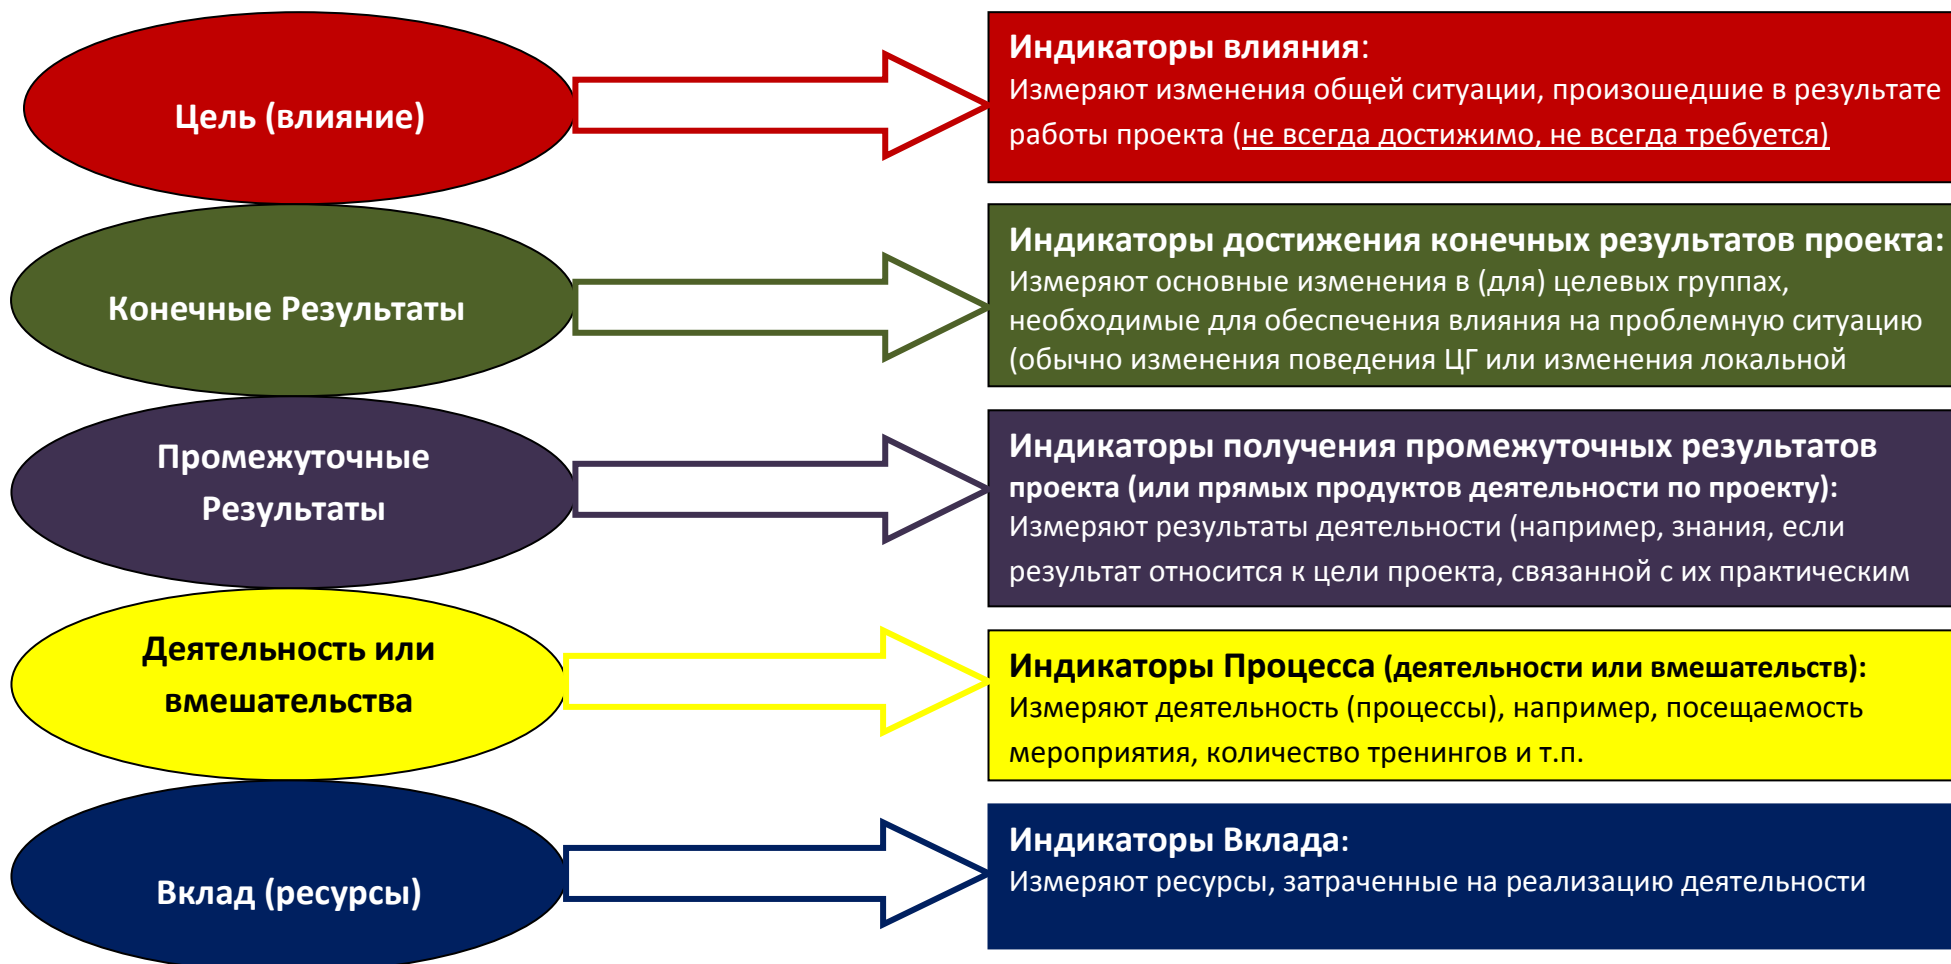 Цель (влияние)
Индикаторы влияния:
Измеряют изменения общей ситуации, произошедшие в результате
работы проекта (не всегда достижимо, не всегда требуется)
Конечные Результаты
Индикаторы достижения конечных результатов проекта:
Измеряют основные изменения в (для) целевых группах,
необходимые для обеспечения влияния на проблемную ситуацию
(обычно изменения поведения ЦГ или изменения локальной
Промежуточные
Результаты
Индикаторы получения промежуточных результатов
проекта (или прямых продуктов деятельности по проекту):
Измеряют результаты деятельности (например, знания, если
результат относится к цели проекта, связанной с их практическим
Деятельность или
вмешательства
Индикаторы Процесса (деятельности или вмешательств):
Измеряют деятельность (процессы), например, посещаемость
мероприятия, количество тренингов и т.п.
Вклад (ресурсы)
Индикаторы Вклада:
Измеряют ресурсы, затраченные на реализацию деятельности